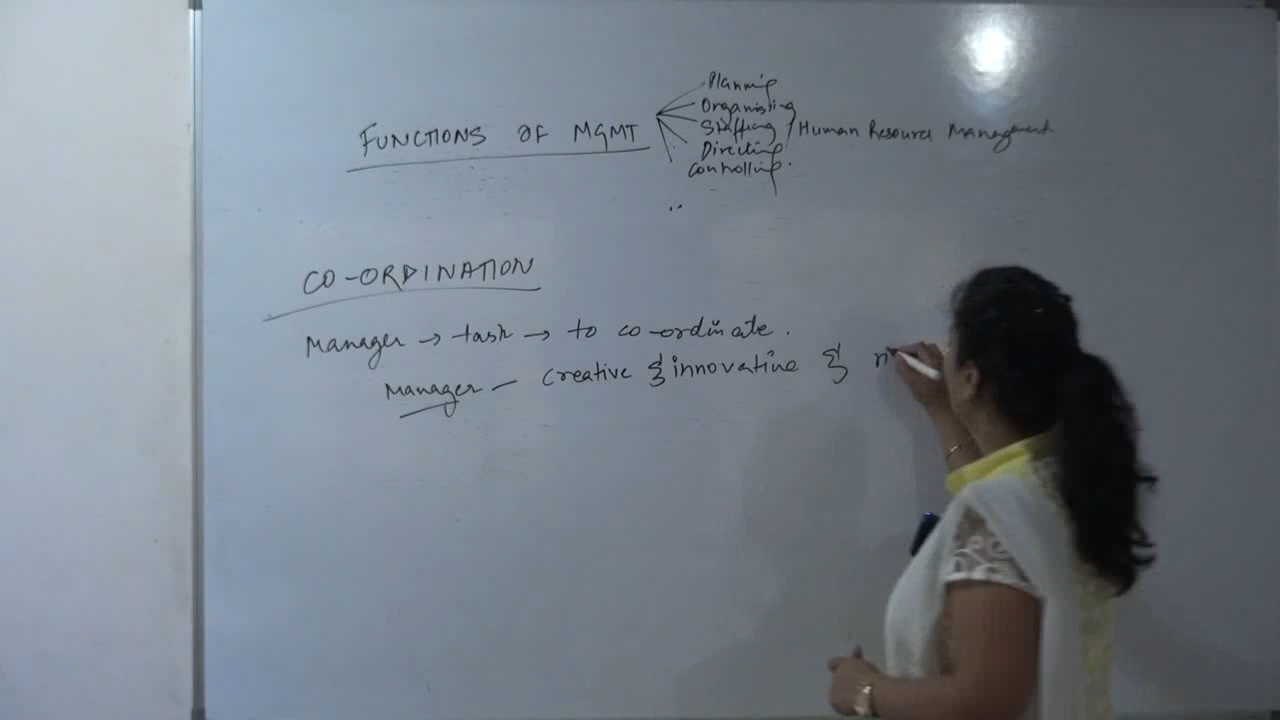 Planning
Organising
FUNCTIONS OF MGMT Staffing / Human Resource Management
Directing
Controlling.
CO-ORDINATION
Manager → task → to co-ordinate.
Manager – creative & innovative &